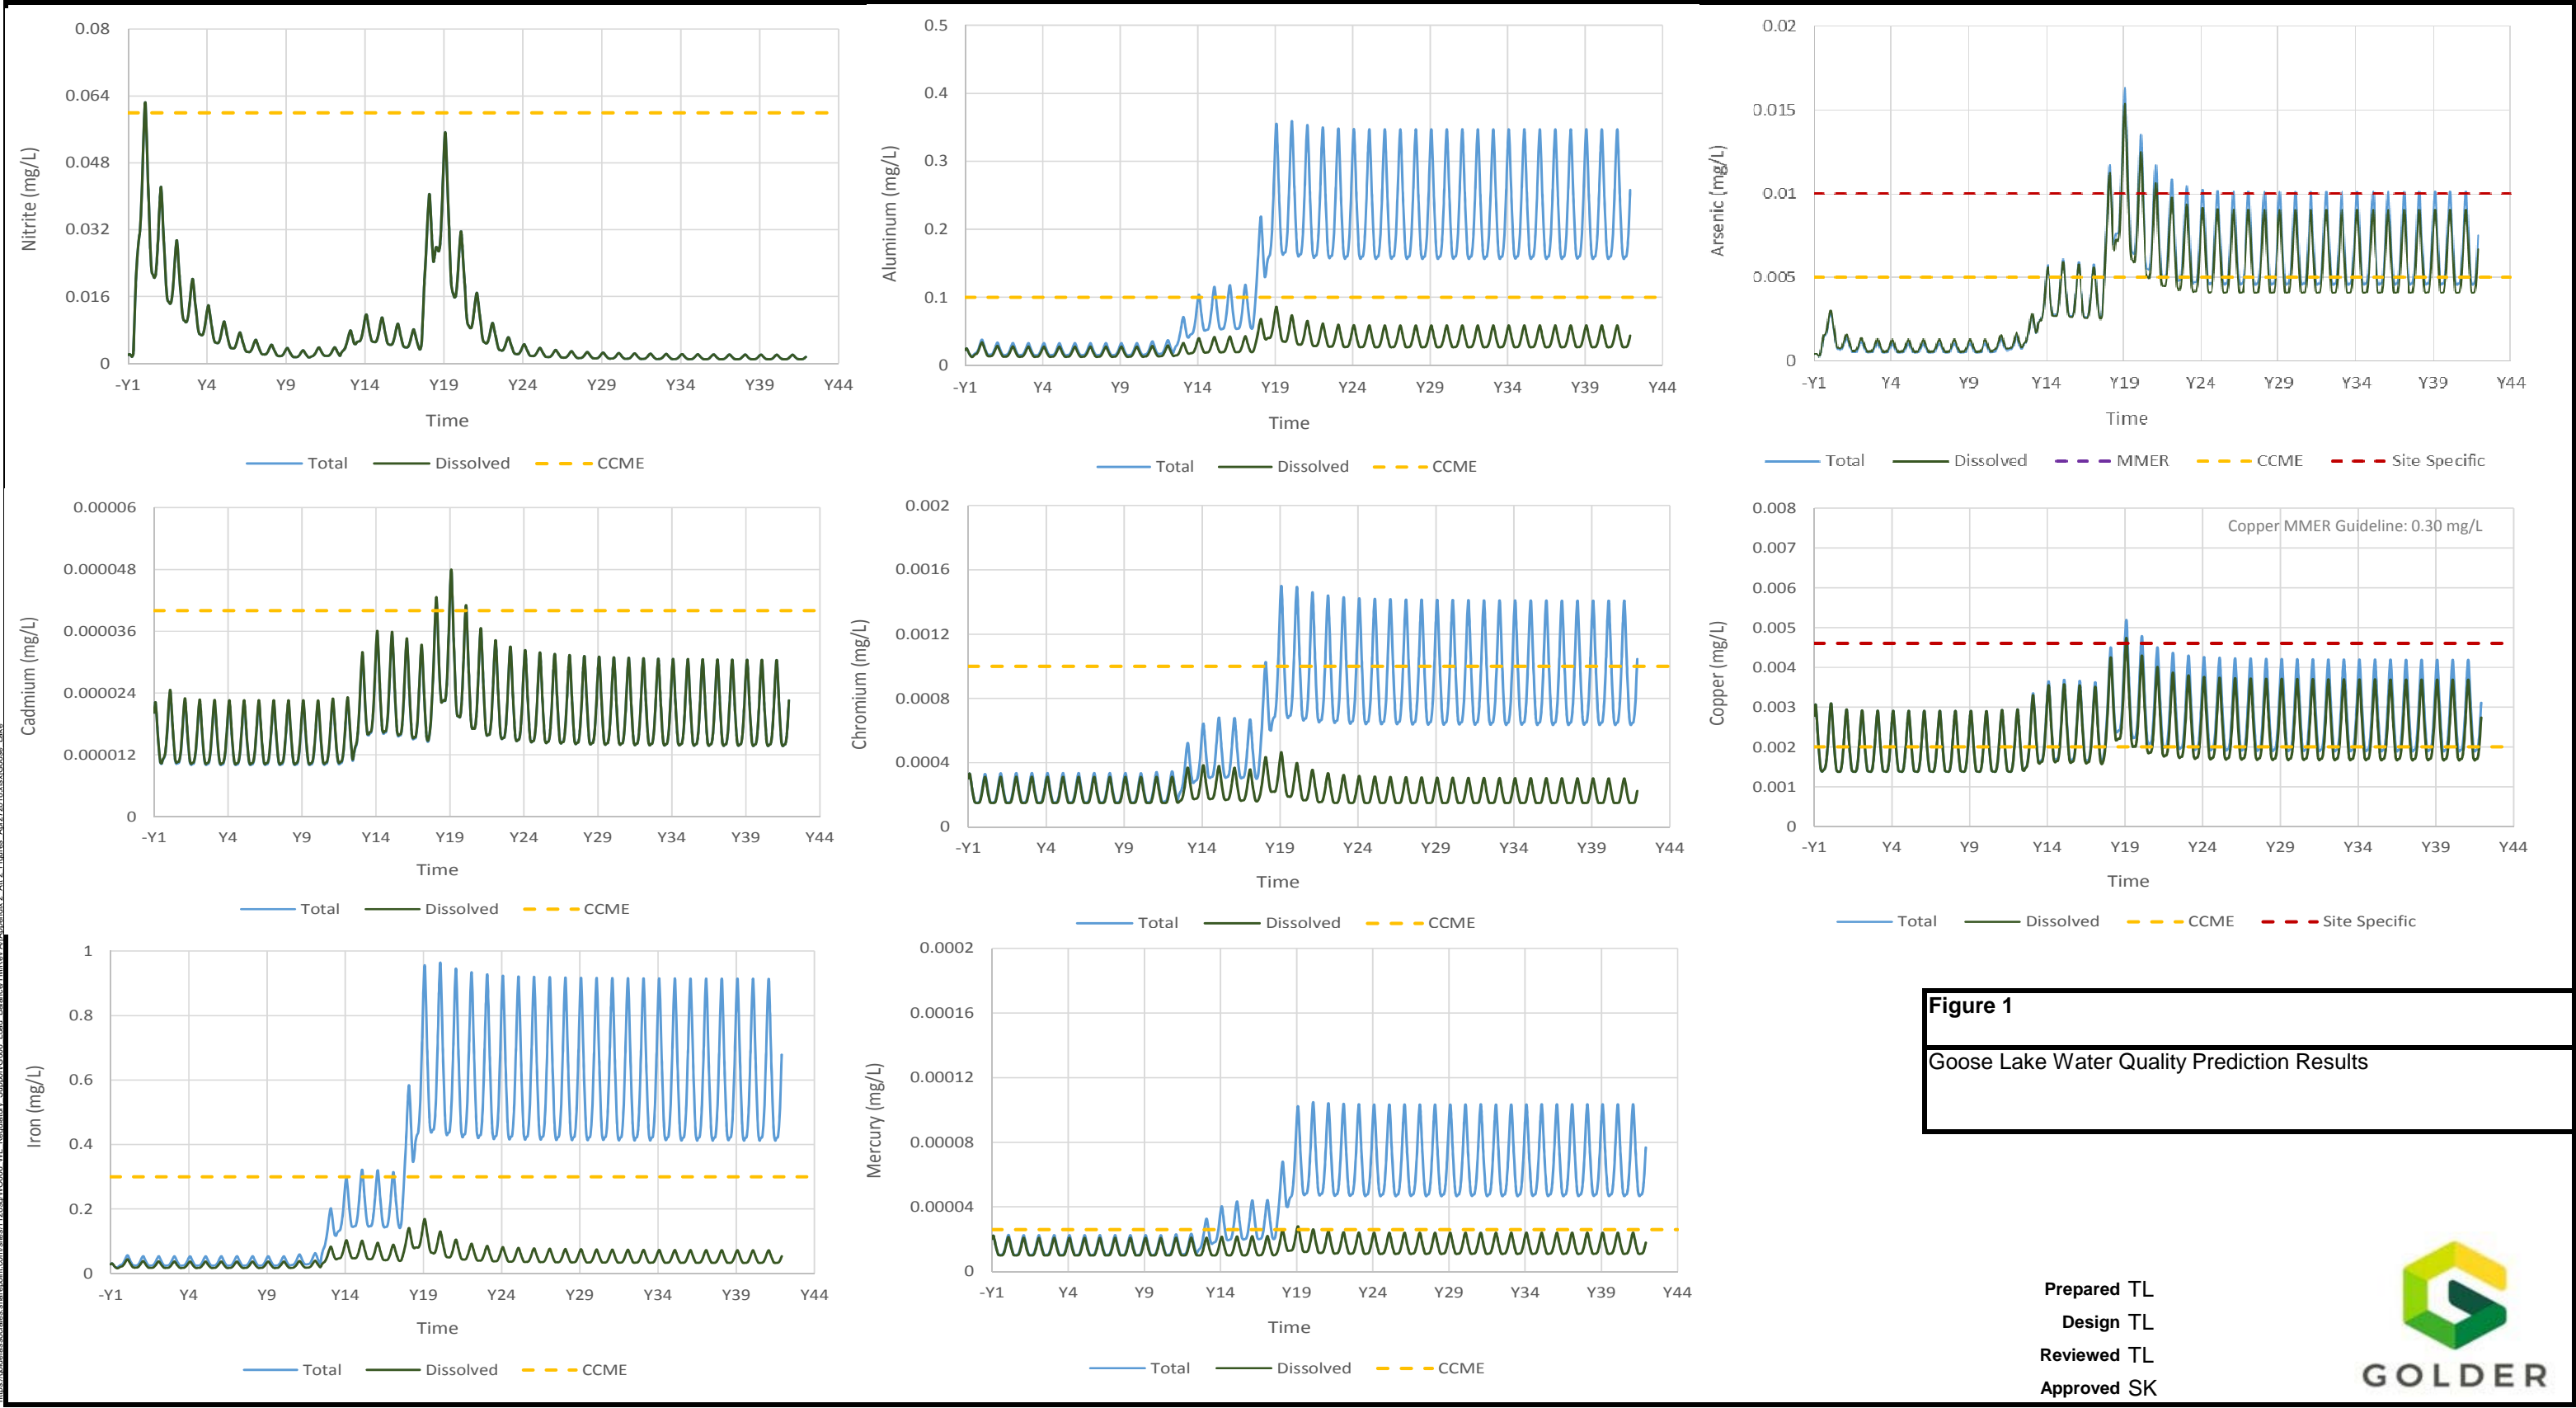 0.08
0.064
0.048
0.032
0.016
0
Nitrite (mg/L)
-Y1 Y4 Y9 Y14 Y19 Y24 Y29 Y34 Y39 Y44
Time
Total Dissolved CCME
0.5
0.4
0.3
0.2
0.1
0
Aluminum (mg/L)
-Y1 Y4 Y9 Y14 Y19 Y24 Y29 Y34 Y39 Y44
Time
Total Dissolved CCME
0.02
0.015
0.01
0.005
0
Arsenic (mg/L)
-Y1 Y4 Y9 Y14 Y19 Y24 Y29 Y34 Y39 Y44
Time
Total Dissolved MMER CCME Site Specific
0.00006
0.000048
0.000036
0.000024
0.000012
0
Cadmium (mg/L)
-Y1 Y4 Y9 Y14 Y19 Y24 Y29 Y34 Y39 Y44
Time
Total Dissolved CCME
0.002
0.0016
0.0012
0.0008
0.0004
0
Chromium (mg/L)
-Y1 Y4 Y9 Y14 Y19 Y24 Y29 Y34 Y39 Y44
Time
Total Dissolved CCME
0.008
0.007
0.006
0.005
0.004
0.003
0.002
0.001
0
Copper (mg/L)
Copper MMER Guideline: 0.30 mg/L
-Y1 Y4 Y9 Y14 Y19 Y24 Y29 Y34 Y39 Y44
Time
Total Dissolved CCME Site Specific
1
0.8
0.6
0.4
0.2
0
Iron (mg/L)
-Y1 Y4 Y9 Y14 Y19 Y24 Y29 Y34 Y39 Y44
Time
Total Dissolved CCME
0.0002
0.00016
0.00012
0.00008
0.00004
0
Mercury (mg/L)
-Y1 Y4 Y9 Y14 Y19 Y24 Y29 Y34 Y39 Y44
Time
Total Dissolved CCME
Figure 1
Goose Lake Water Quality Prediction Results
Prepared TL
Design TL
Reviewed TL
Approved SK
GOLDER